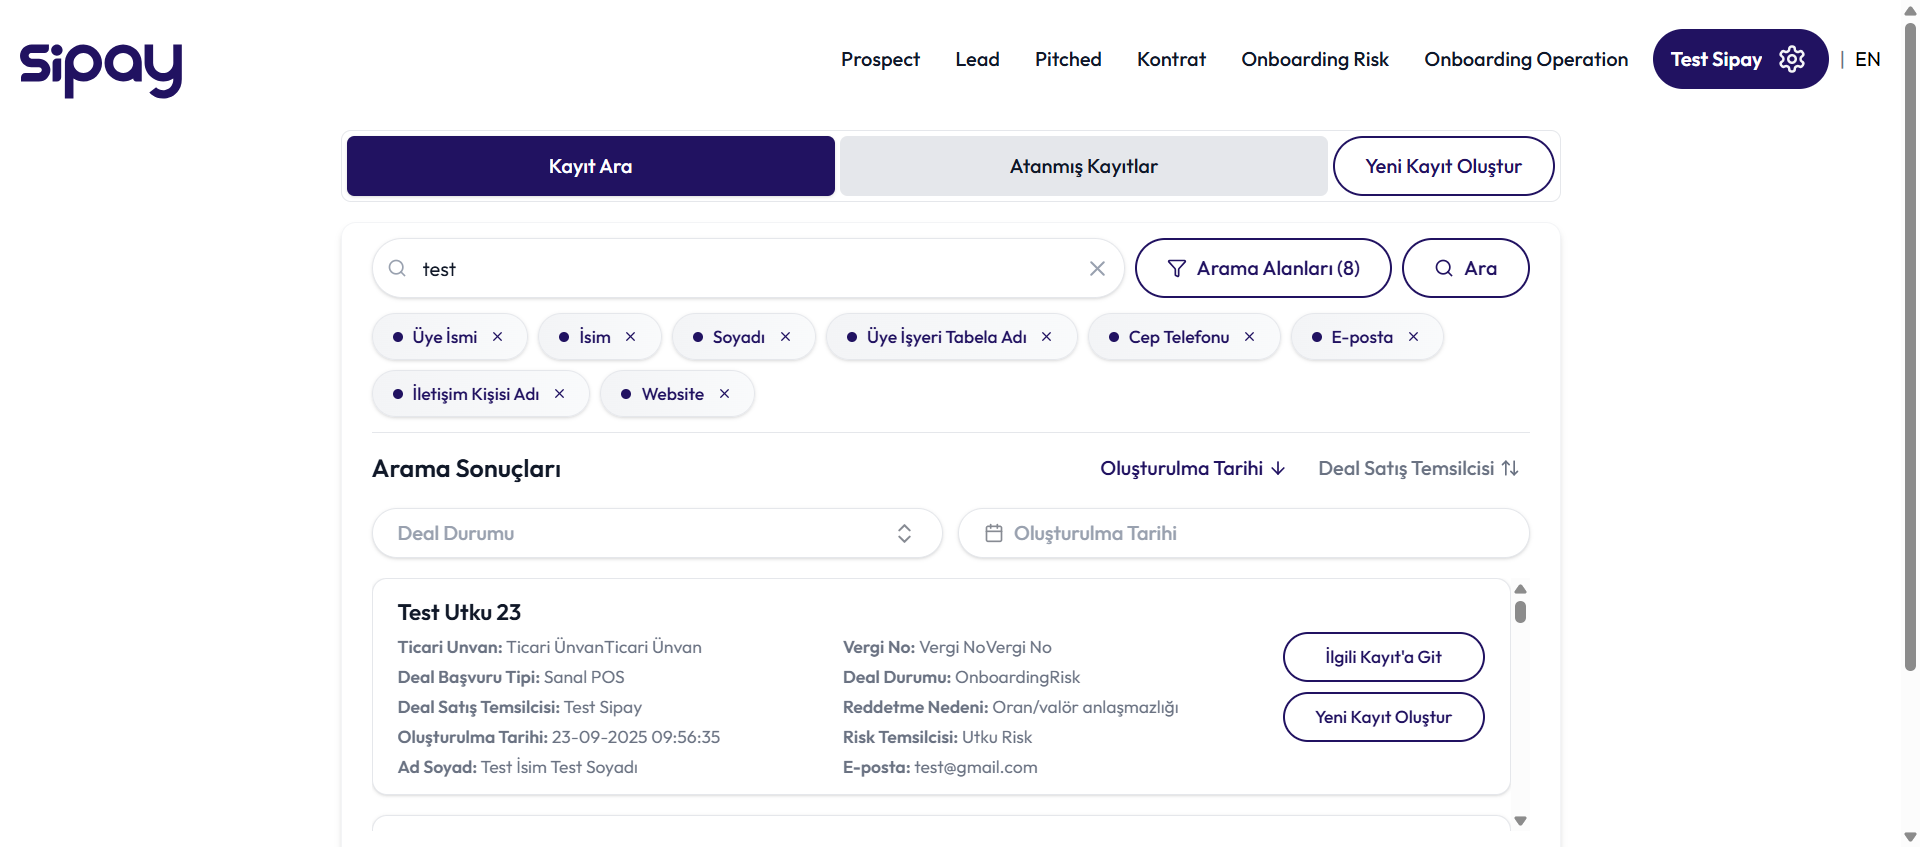 sipay
Prospect Lead Pitched Kontrat Onboarding Risk Onboarding Operation Test Sipay | EN
Kayıt Ara Atanmış Kayıtlar Yeni Kayıt Oluştur
test Arama Alanları (8) Ara
Üye İsmi İsim Soyadı Üye İşyeri Tabela Adı Cep Telefonu E-posta
İletişim Kişisi Adı Website
Arama Sonuçları Oluşturulma Tarihi Deal Satış Temsilcisi
Deal Durumu Oluşturulma Tarihi
Test Utku 23
Ticari Unvan: Ticari ÜnvanTicari Ünvan
Deal Başvuru Tipi: Sanal POS
Deal Satış Temsilcisi: Test Sipay
Oluşturulma Tarihi: 23-09-2025 09:56:35
Ad Soyad: Test İsim Test Soyadı
Vergi No: Vergi NoVergi No
Deal Durumu: OnboardingRisk
Reddetme Nedeni: Oran/valör anlaşmazlığı
Risk Temsilcisi: Utku Risk
E-posta: test@gmail.com
İlgili Kayıt'a Git
Yeni Kayıt Oluştur